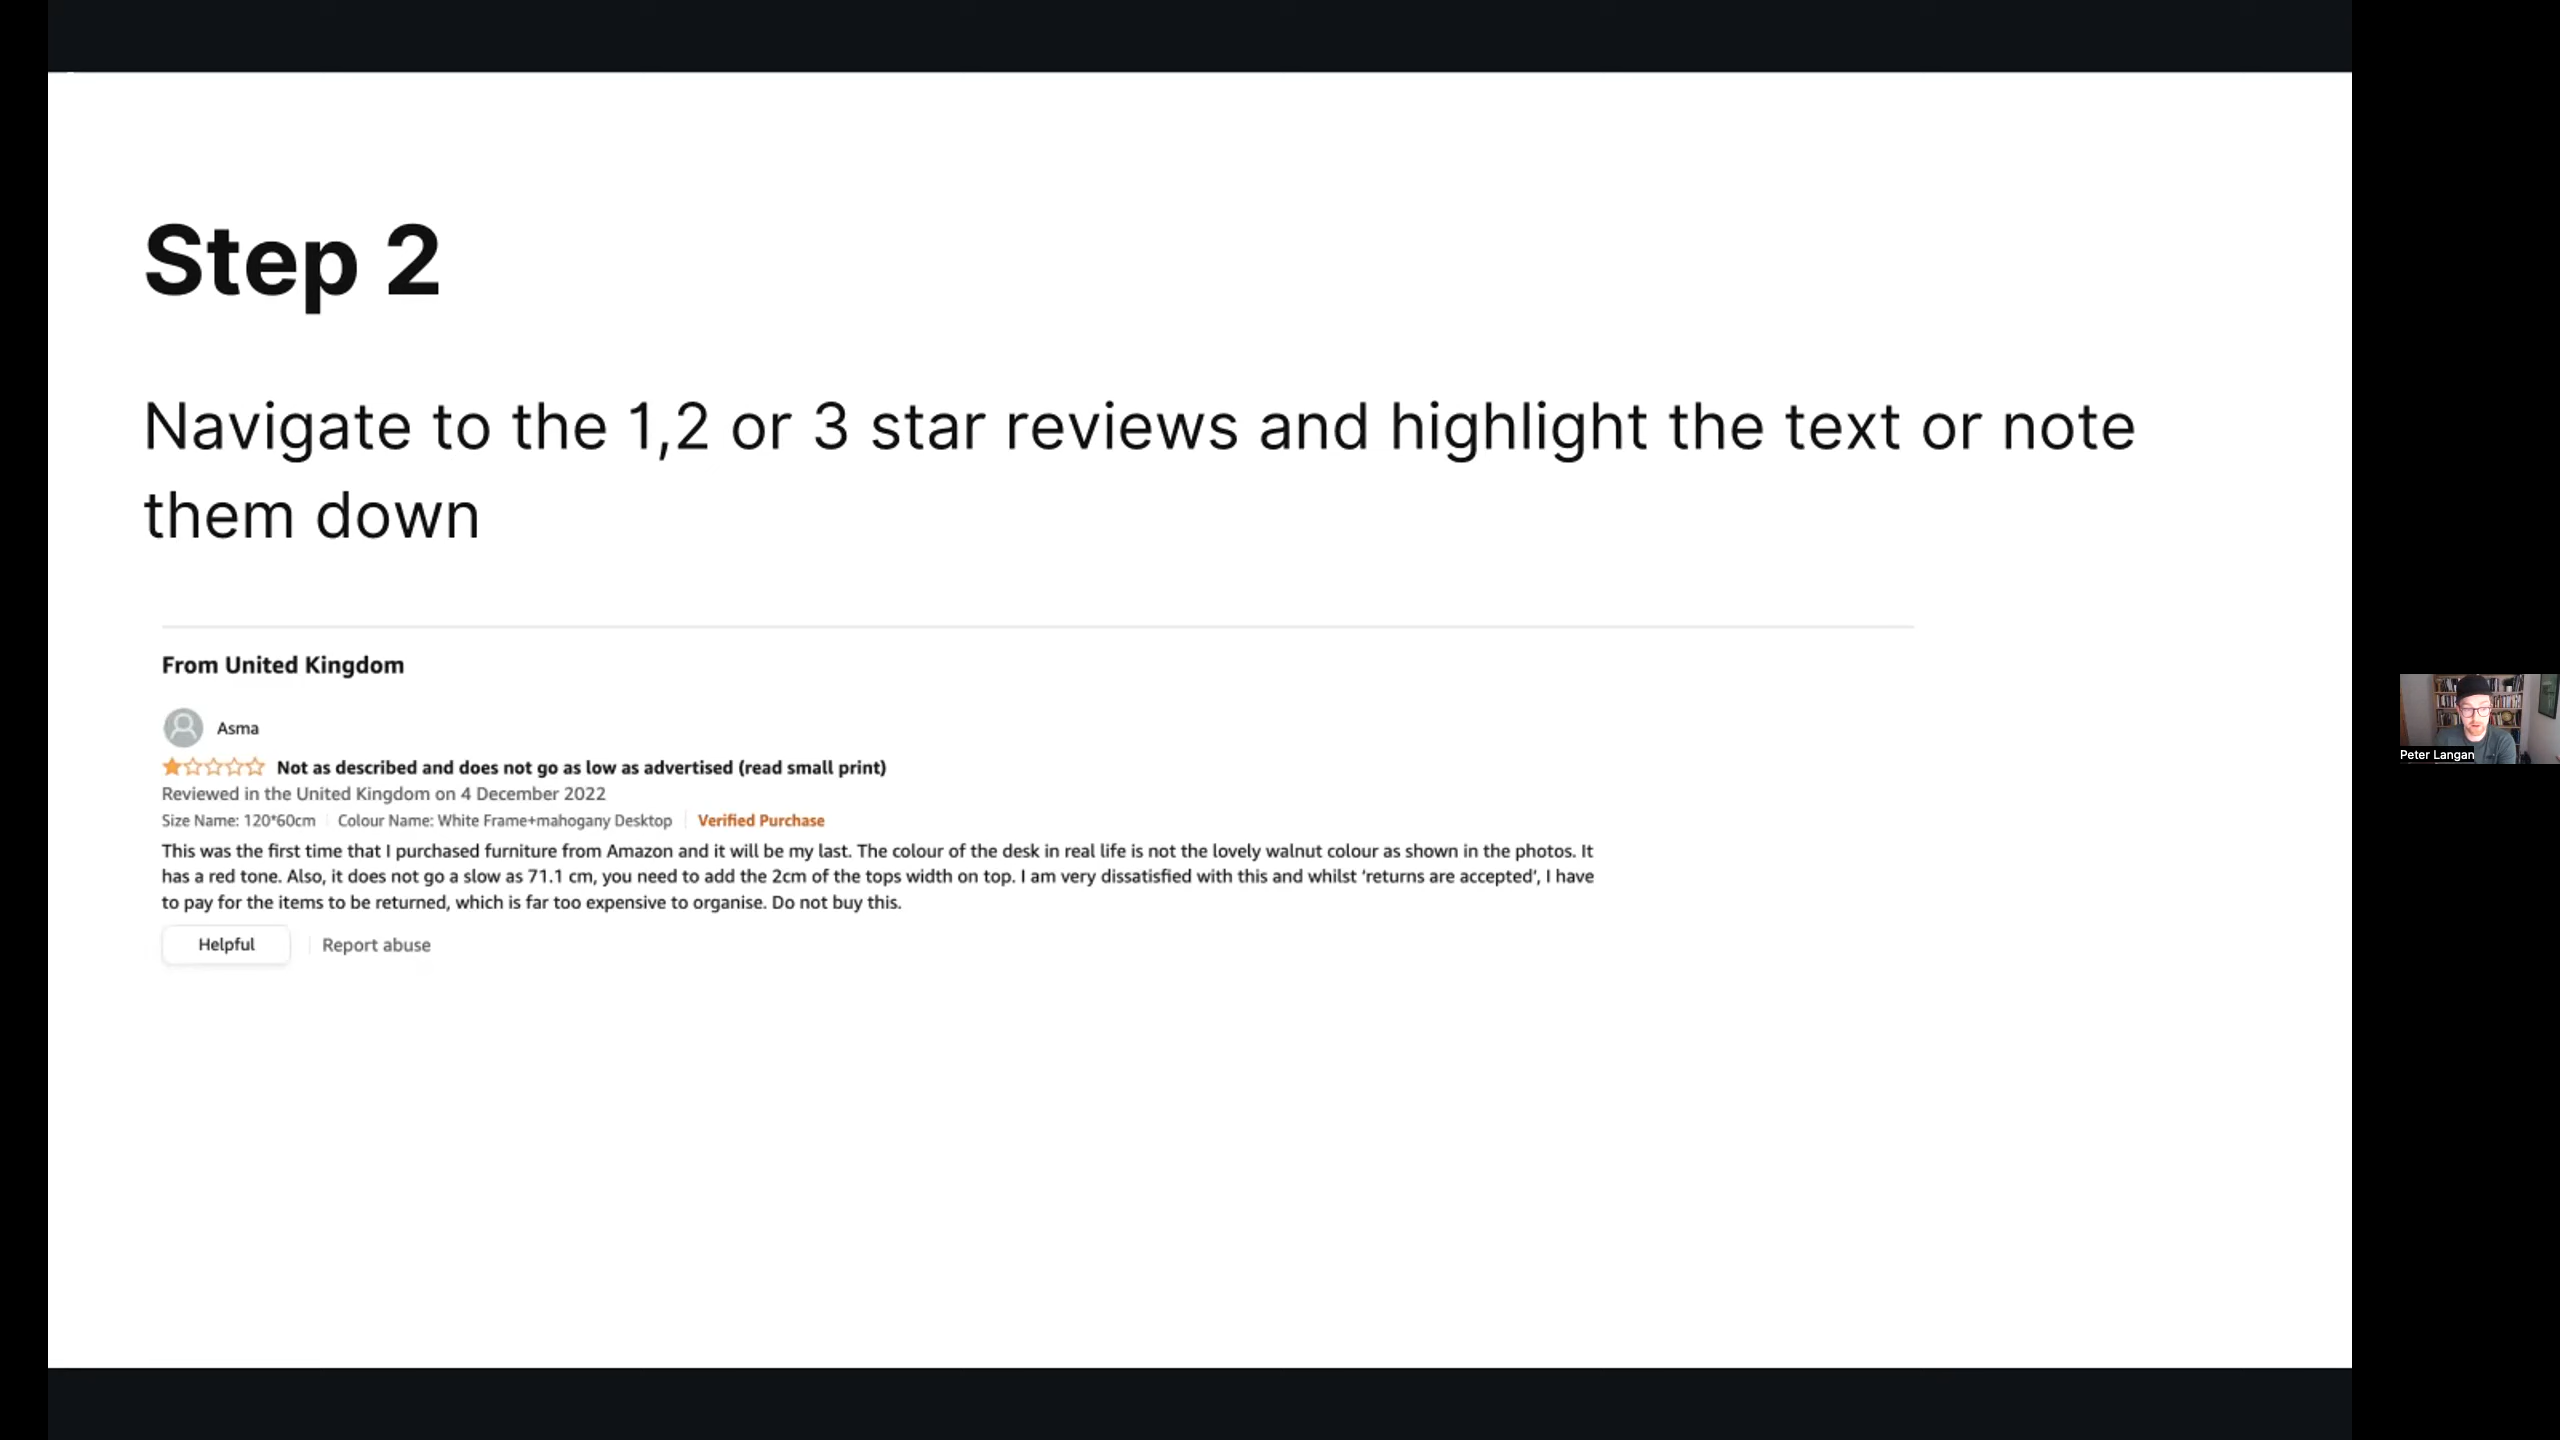 Step 2
Navigate to the 1,2 or 3 star reviews and highlight the text or note
them down
From United Kingdom
Asma
Not as described and does not go as low as advertised (read small print)
Reviewed in the United Kingdom on 4 December 2022
Size Name: 120*60cm Colour Name: White Frame+mahogany Desktop Verified Purchase
This was the first time that I purchased furniture from Amazon and it will be my last. The colour of the desk in real life is not the lovely walnut colour as shown in the photos. It
has a red tone. Also, it does not go a slow as 71.1 cm, you need to add the 2cm of the tops width on top. I am very dissatisfied with this and whilst ‘returns are accepted’, I have
to pay for the items to be returned, which is far too expensive to organise. Do not buy this.
Helpful Report abuse
Peter Langan